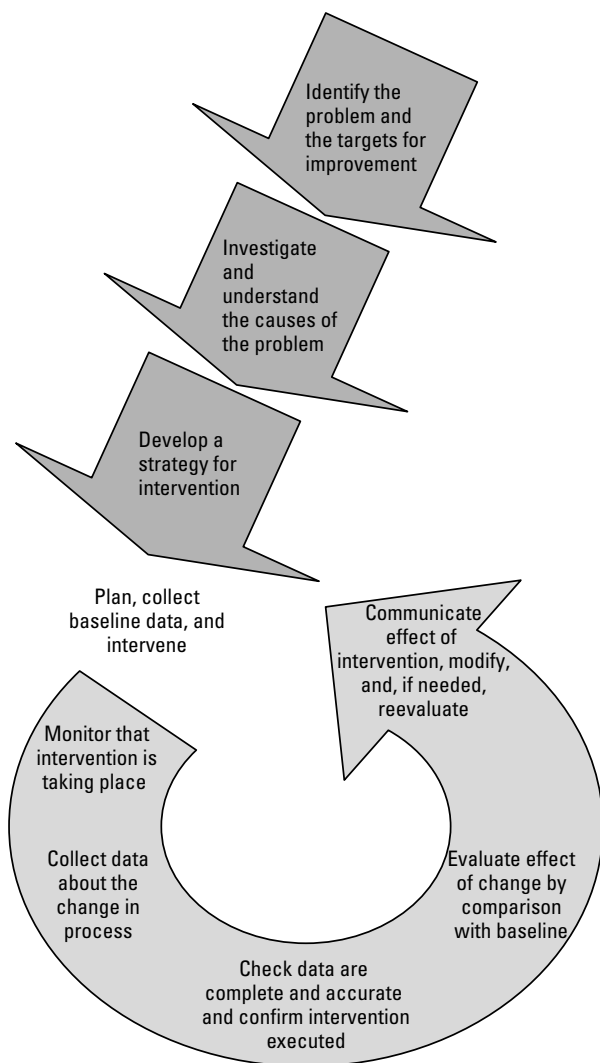 Identify the
problem and
the targets for
improvement
Investigate
and
understand
the causes of
the problem
Develop a
strategy for
intervention
Plan, collect
baseline data, and
intervene
Monitor that
intervention is
taking place
Collect data
about the
change in
process
Check data are
complete and accurate
and confirm intervention
executed
Evaluate effect
of change by
comparison
with baseline
Communicate
effect of
intervention, modify,
and, if needed,
reevaluate